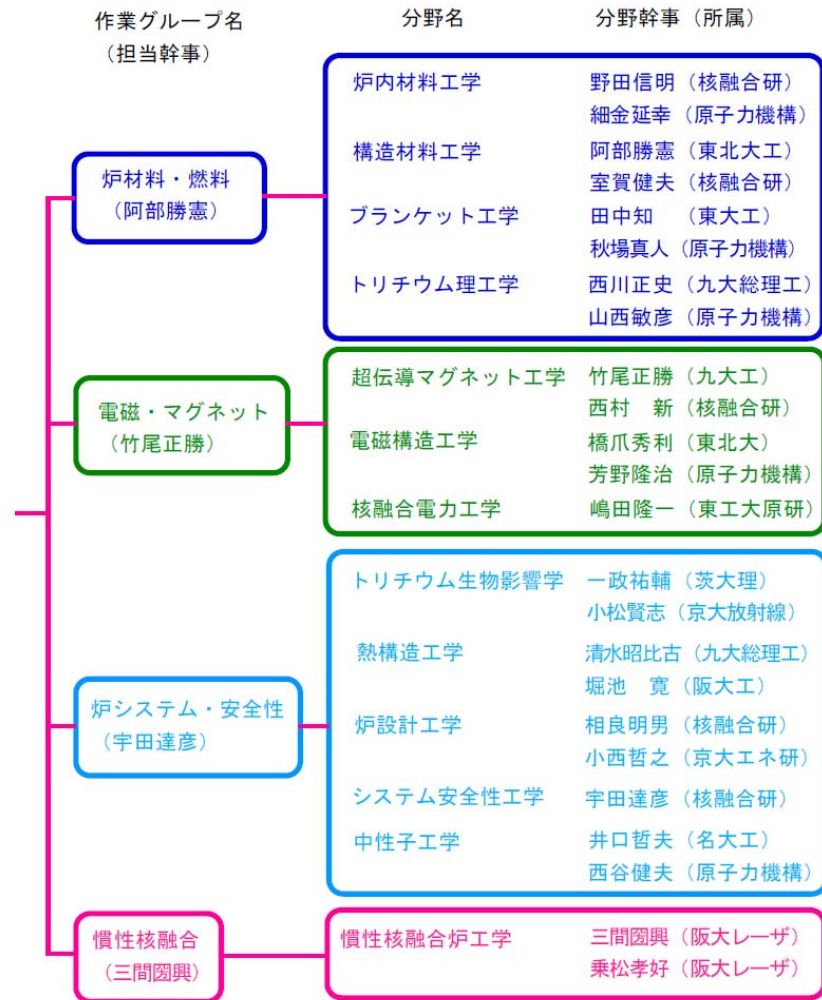 作業グループ名 分野名 分野幹事（所属）
（担当幹事）
炉材料・燃料
（阿部勝憲）
炉内材料工学 野田信明（核融合研）
細金延幸（原子力機構）
構造材料工学 阿部勝憲（東北大工）
室賀健夫（核融合研）
ブランケット工学 田中知　（東大工）
秋場真人（原子力機構）
トリチウム理工学 西川正史（九大総理工）
山西敏彦（原子力機構）
電磁・マグネット
（竹尾正勝）
超伝導マグネット工学 竹尾正勝（九大工）
西村　新（核融合研）
電磁構造工学 橋爪秀利（東北大）
芳野隆治（原子力機構）
核融合電力工学 嶋田隆一（東工大原研）
炉システム・安全性
（宇田達彦）
トリチウム生物影響学 一政祐輔（茨大理）
小松賢志（京大放射線）
熱構造工学 清水昭比古（九大総理工）
堀池　寛（阪大工）
炉設計工学 相良明男（核融合研）
小西哲之（京大エネ研）
システム安全性工学 宇田達彦（核融合研）
中性子工学 井口哲夫（名大工）
西谷健夫（原子力機構）
慣性核融合
（三間圀興）
慣性核融合炉工学 三間圀興（阪大レーザ）
乗松孝好（阪大レーザ）